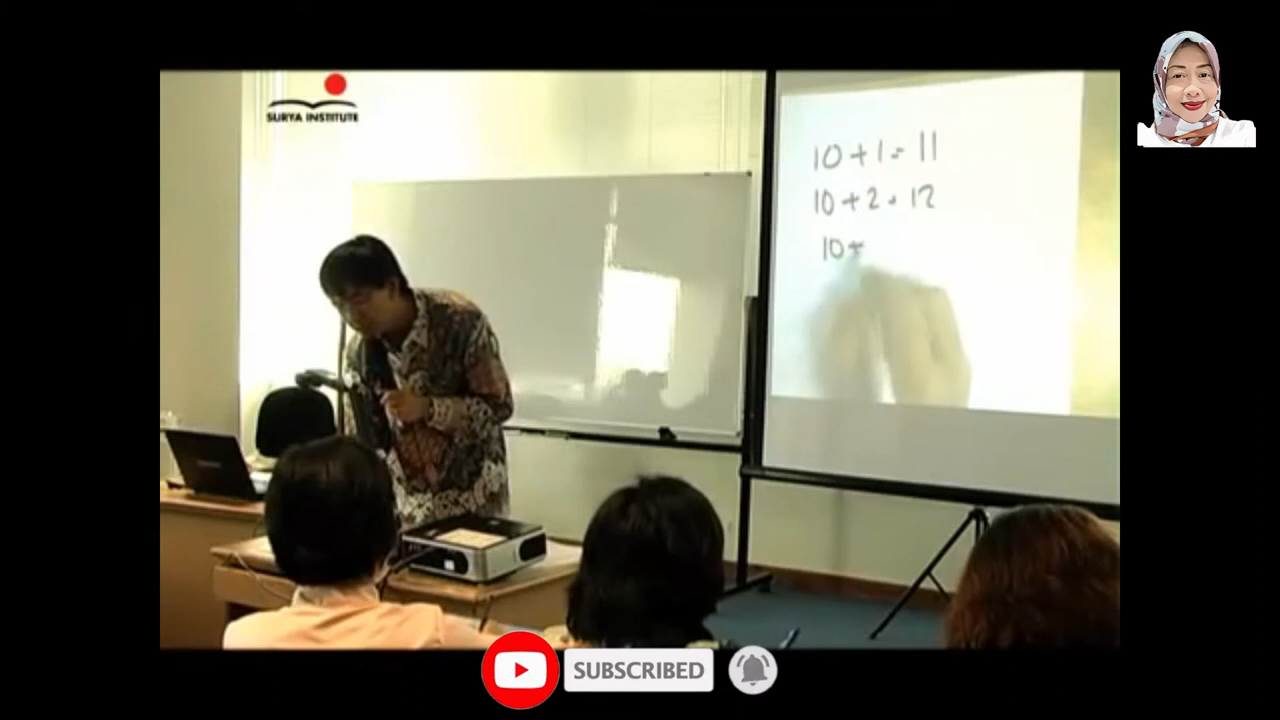 SURYA INSTITUTE
10 + 1 = 11
10 + 2 = 12
10 +
SUBSCRIBED